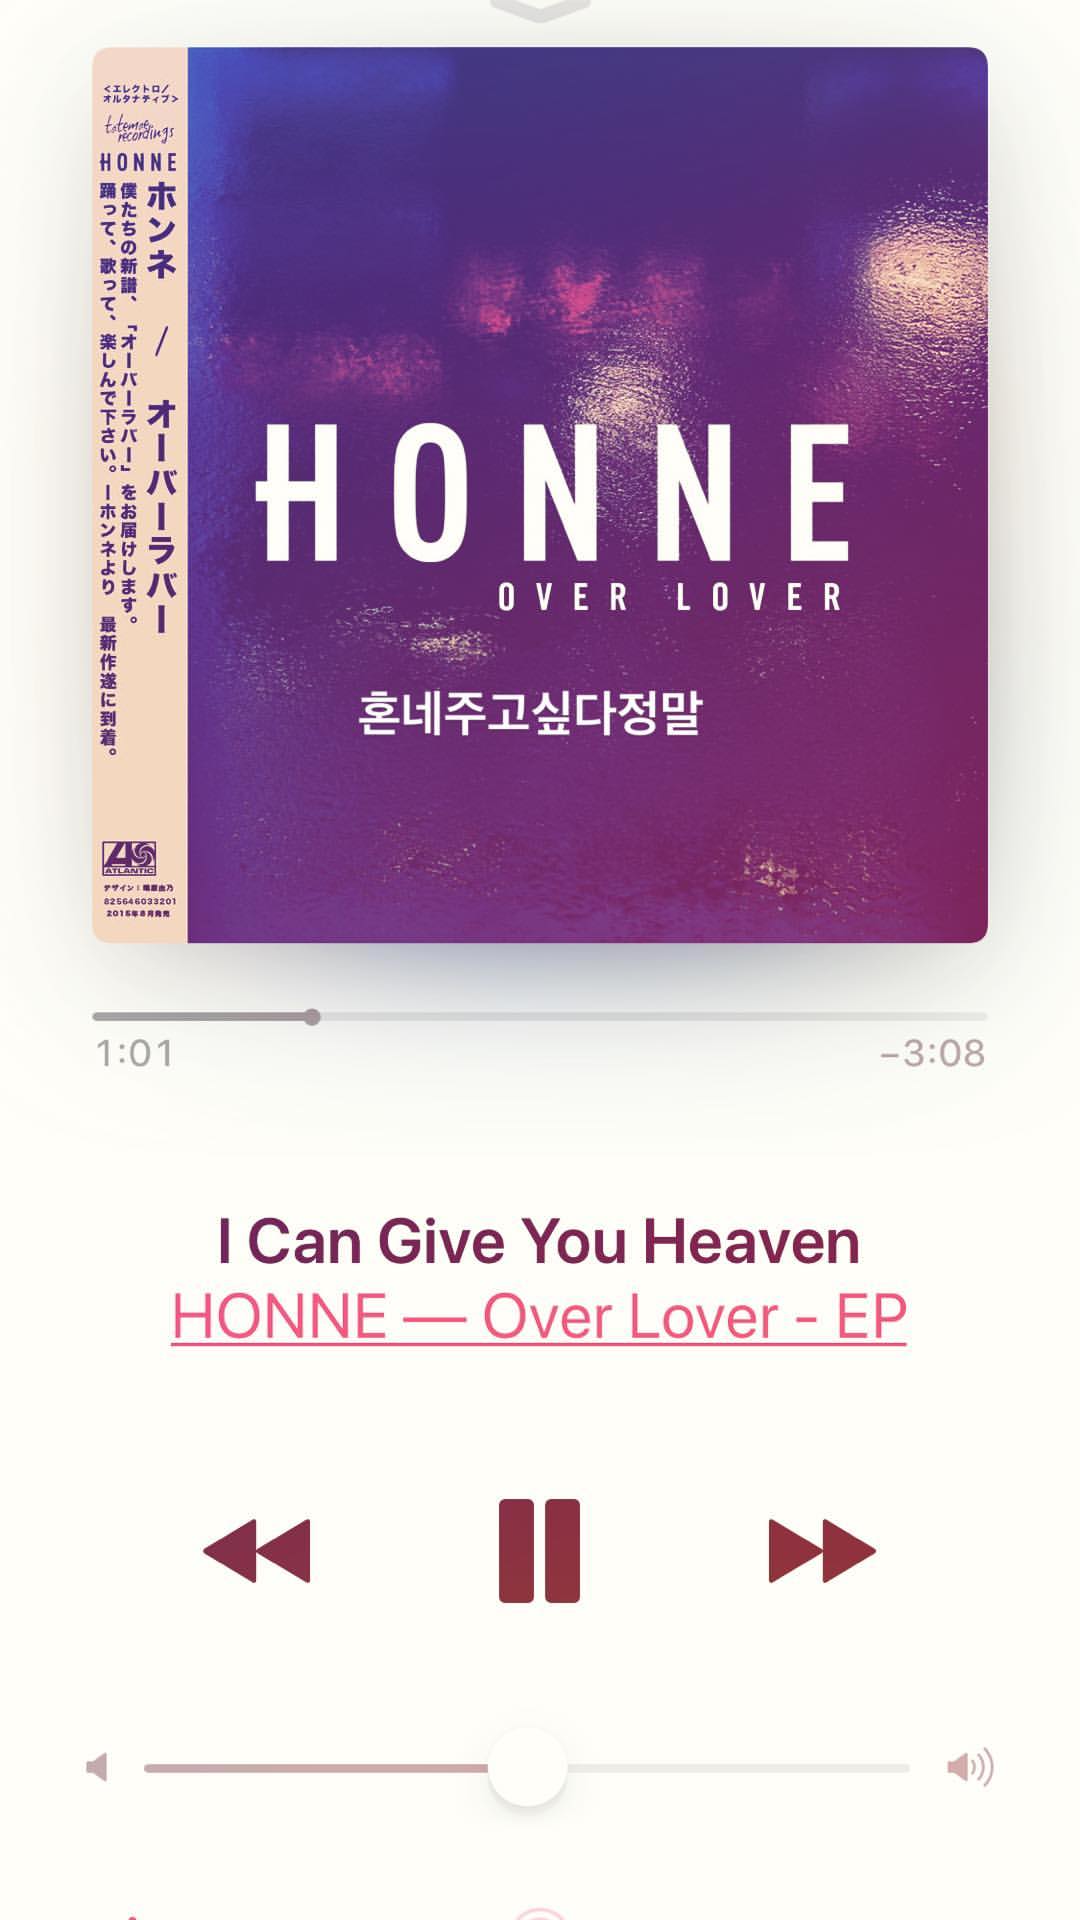 <エレクトロ/
オルタナティブ>
tatemae
recordings
HONNE
ホンネ / オーバーラバー
僕たちの新譜、「オーバーラバー」をお届けします。
踊って、歌って、楽しんで下さい。ーホンネより 最新作遂に到着。
ATLANTIC
825646033201
2015年8月発売
HONNE
OVER LOVER
혼네주고싶다정말
1:01
−3:08
I Can Give You Heaven
HONNE — Over Lover - EP